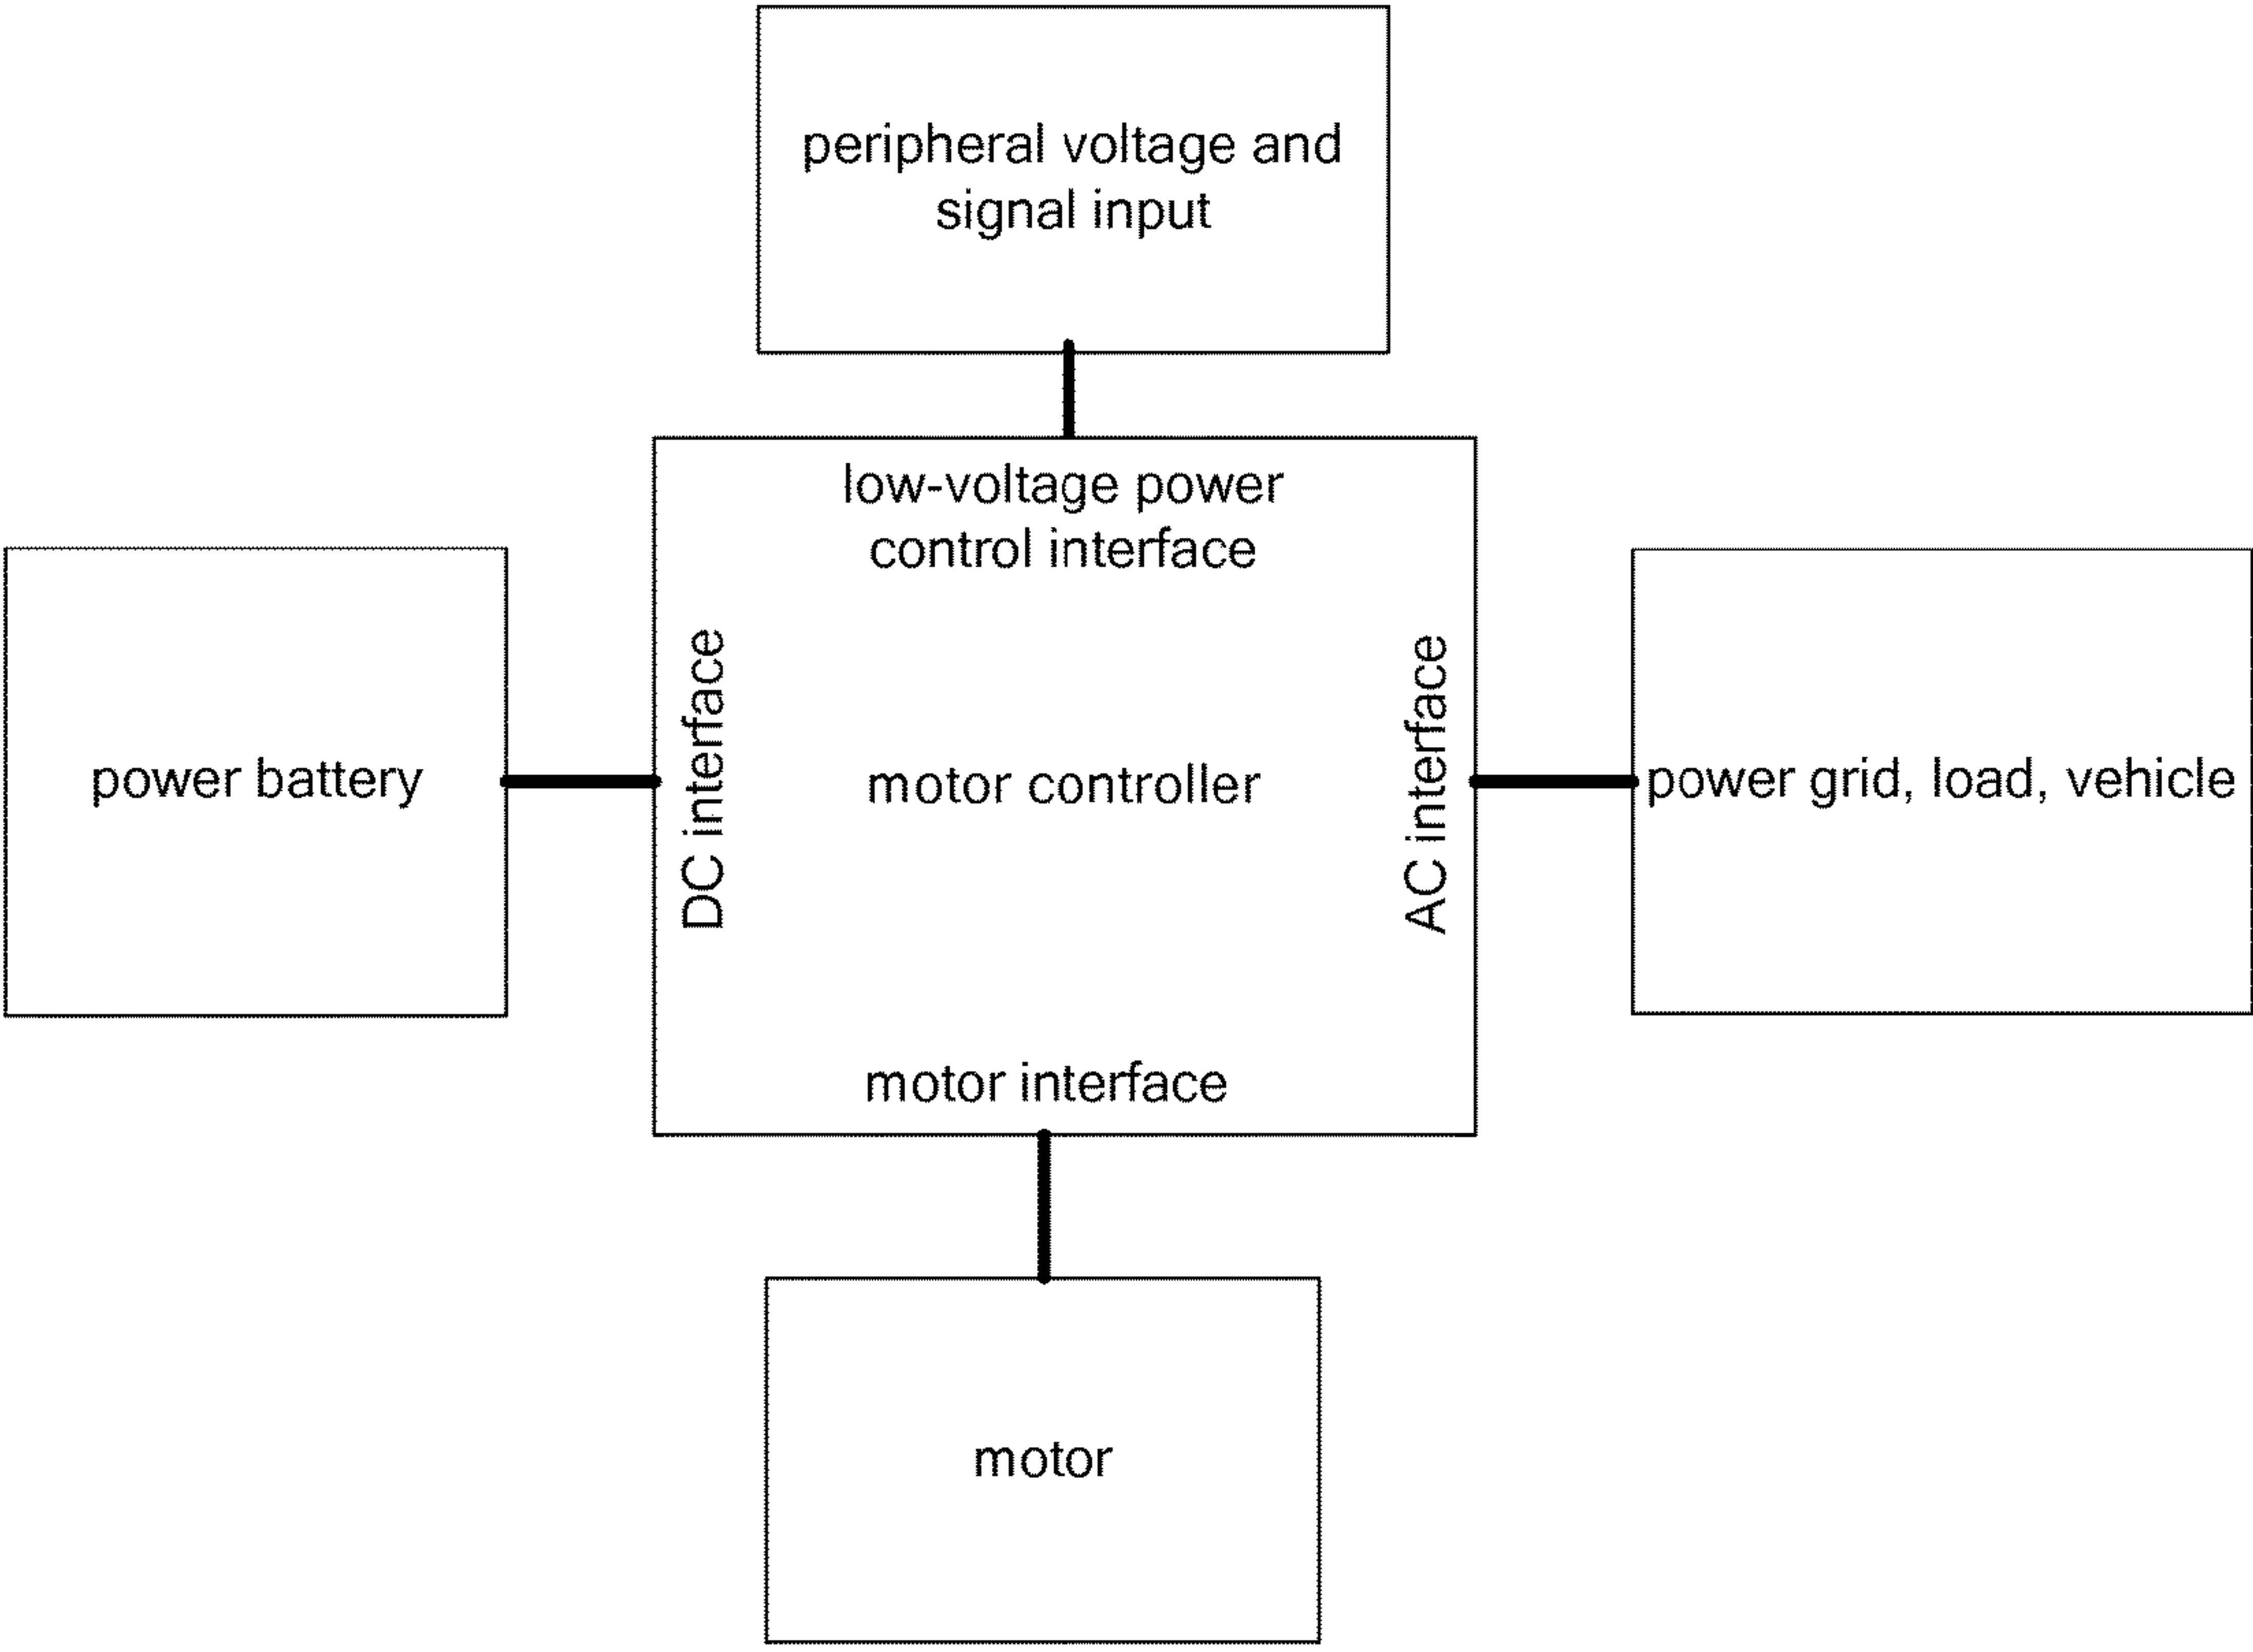 peripheral voltage and
signal input
low-voltage power
control interface
power battery
DC interface
motor controller
AC interface
power grid, load, vehicle
motor interface
motor